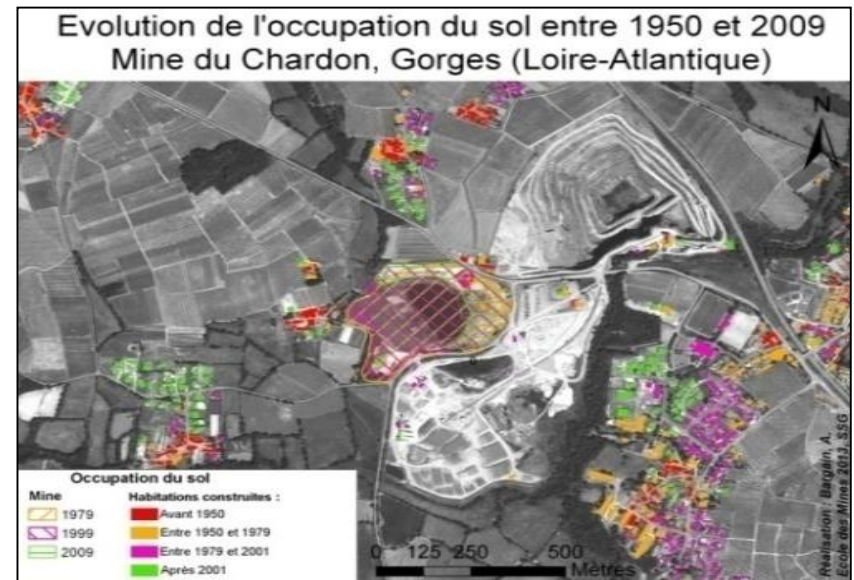 Evolution de l'occupation du sol entre 1950 et 2009
Mine du Chardon, Gorges (Loire-Atlantique)
N
Occupation du sol
Mine
1979
1999
2009
Habitations construites :
Avant 1950
Entre 1950 et 1979
Entre 1979 et 2001
Après 2001
0 125 250 500
Mètres
Réalisation : Bargain, A.
Ecole des Mines 2013, SSG